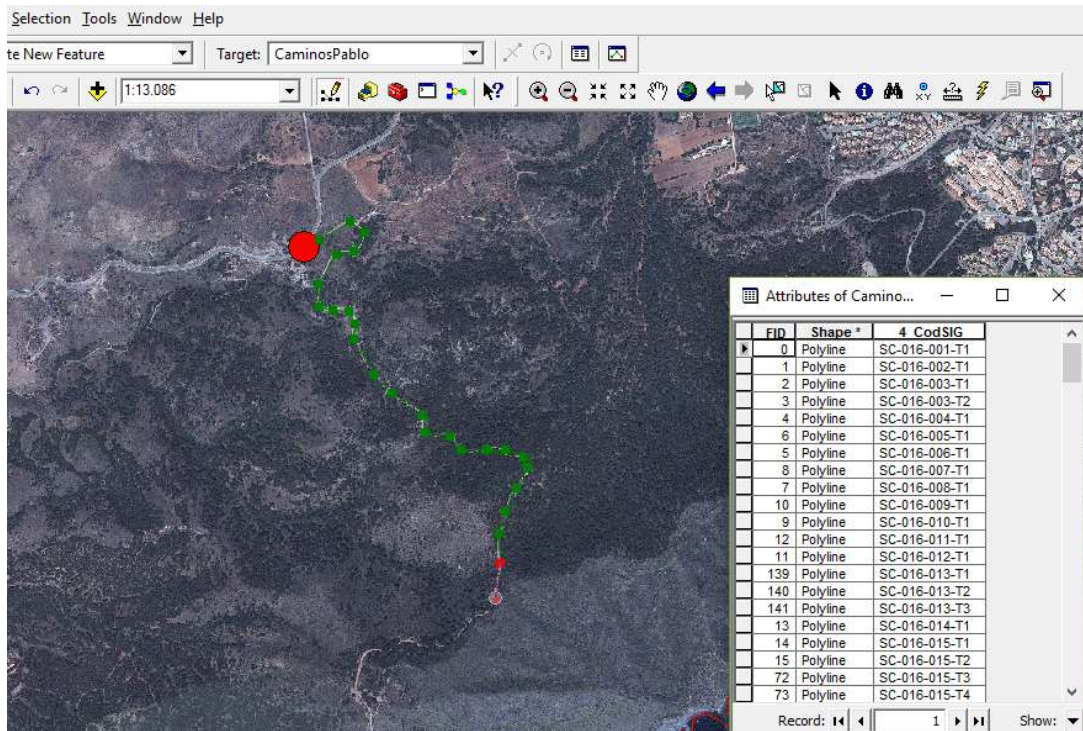 Selection Tools Window Help
te New Feature Target: CaminosPablo
1:13.086
XY
Attributes of Camino...
FID Shape * 4_CodSIG
0 Polyline SC-016-001-T1
1 Polyline SC-016-002-T1
2 Polyline SC-016-003-T1
3 Polyline SC-016-003-T2
4 Polyline SC-016-004-T1
6 Polyline SC-016-005-T1
5 Polyline SC-016-006-T1
8 Polyline SC-016-007-T1
7 Polyline SC-016-008-T1
10 Polyline SC-016-009-T1
9 Polyline SC-016-010-T1
12 Polyline SC-016-011-T1
11 Polyline SC-016-012-T1
139 Polyline SC-016-013-T1
140 Polyline SC-016-013-T2
141 Polyline SC-016-013-T3
13 Polyline SC-016-014-T1
14 Polyline SC-016-015-T1
15 Polyline SC-016-015-T2
72 Polyline SC-016-015-T3
73 Polyline SC-016-015-T4
Record: 1 Show: